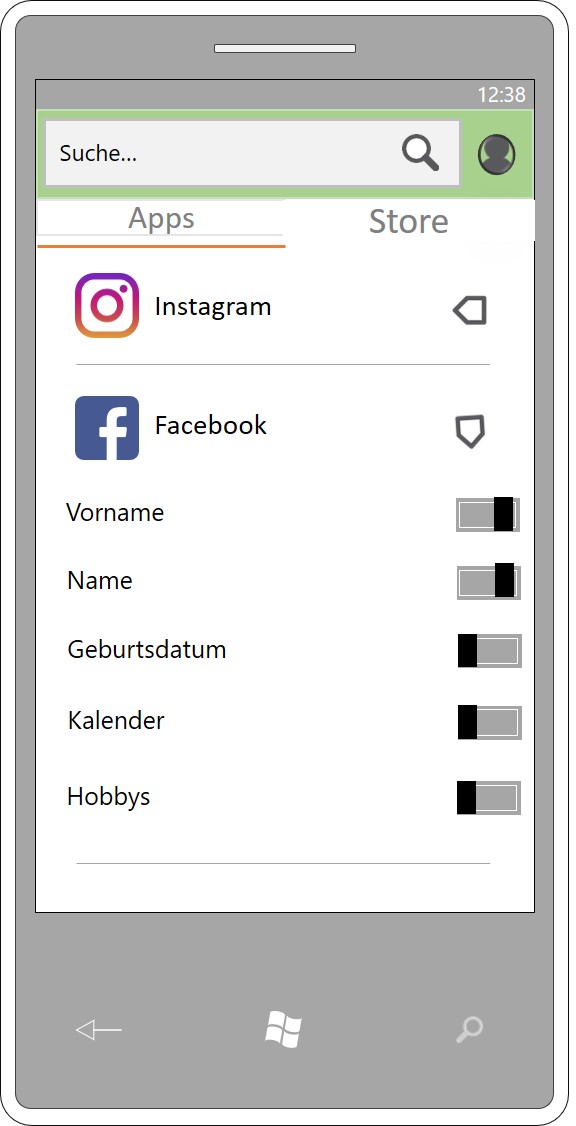 12:38
Suche...
Apps
Store
Instagram
Facebook
Vorname
Name
Geburtsdatum
Kalender
Hobbys